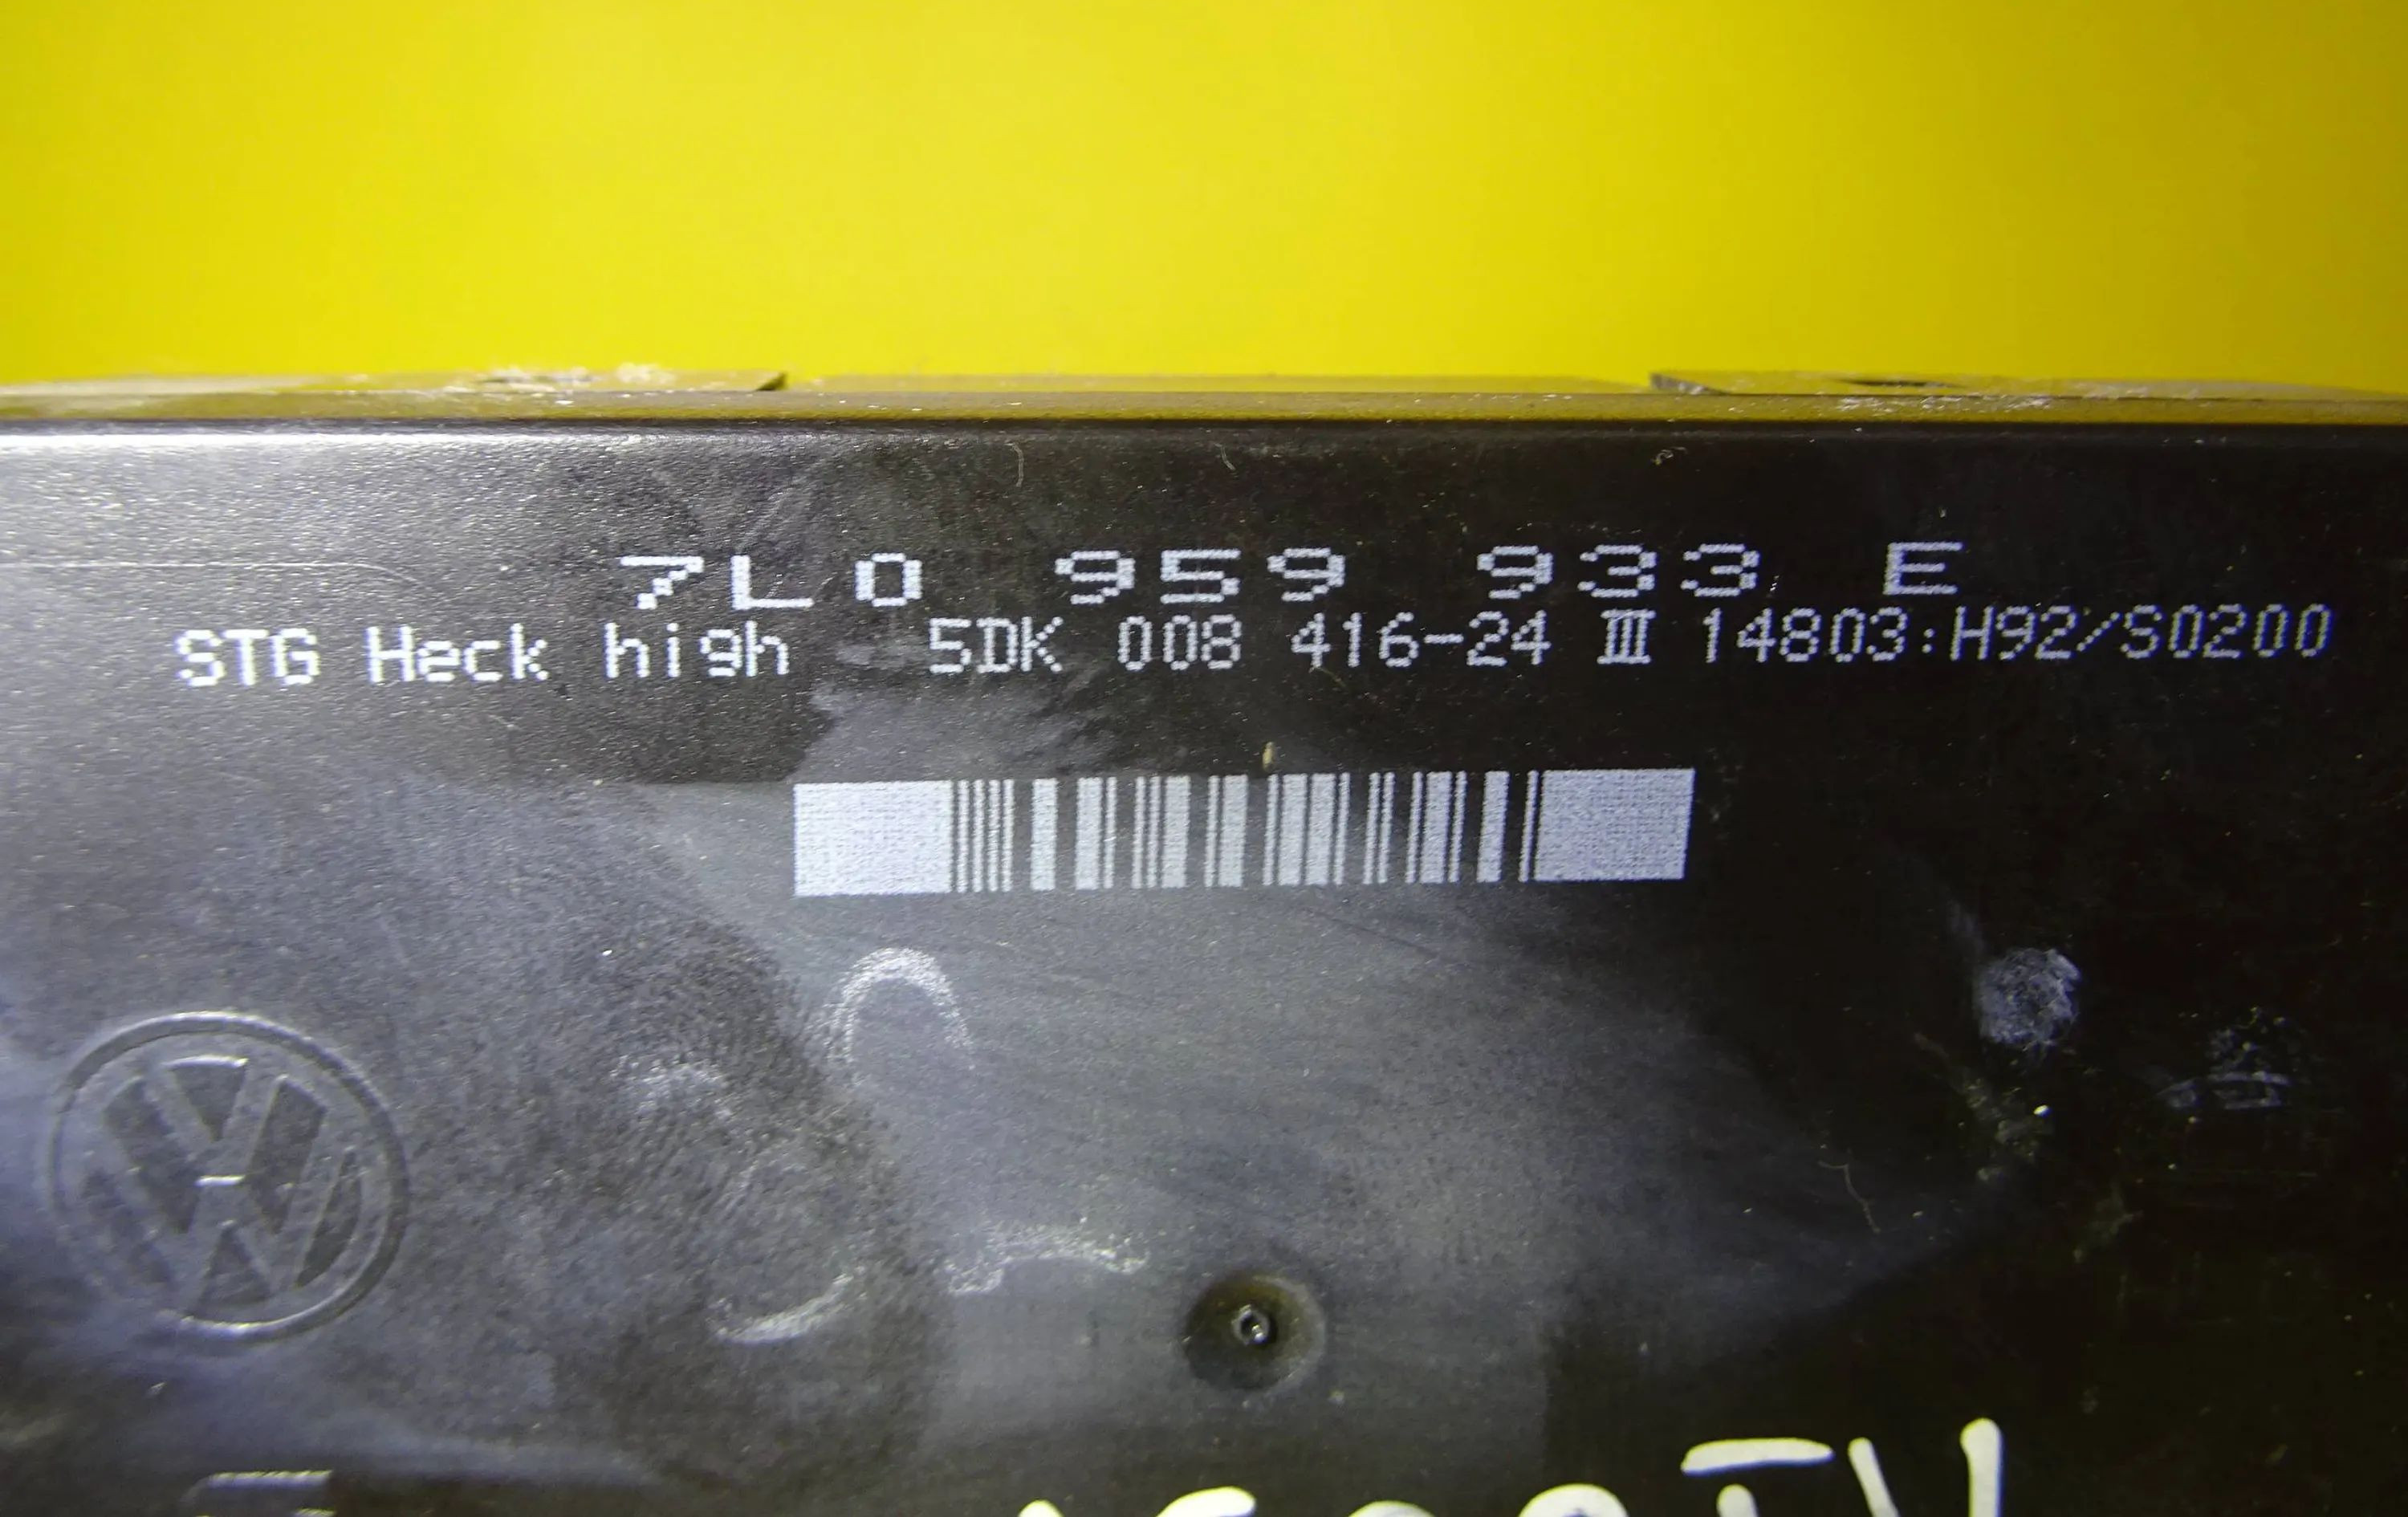 7L0 959 933 E
STG Heck high 5DK 008 416-24 III 14803:H92/S0200